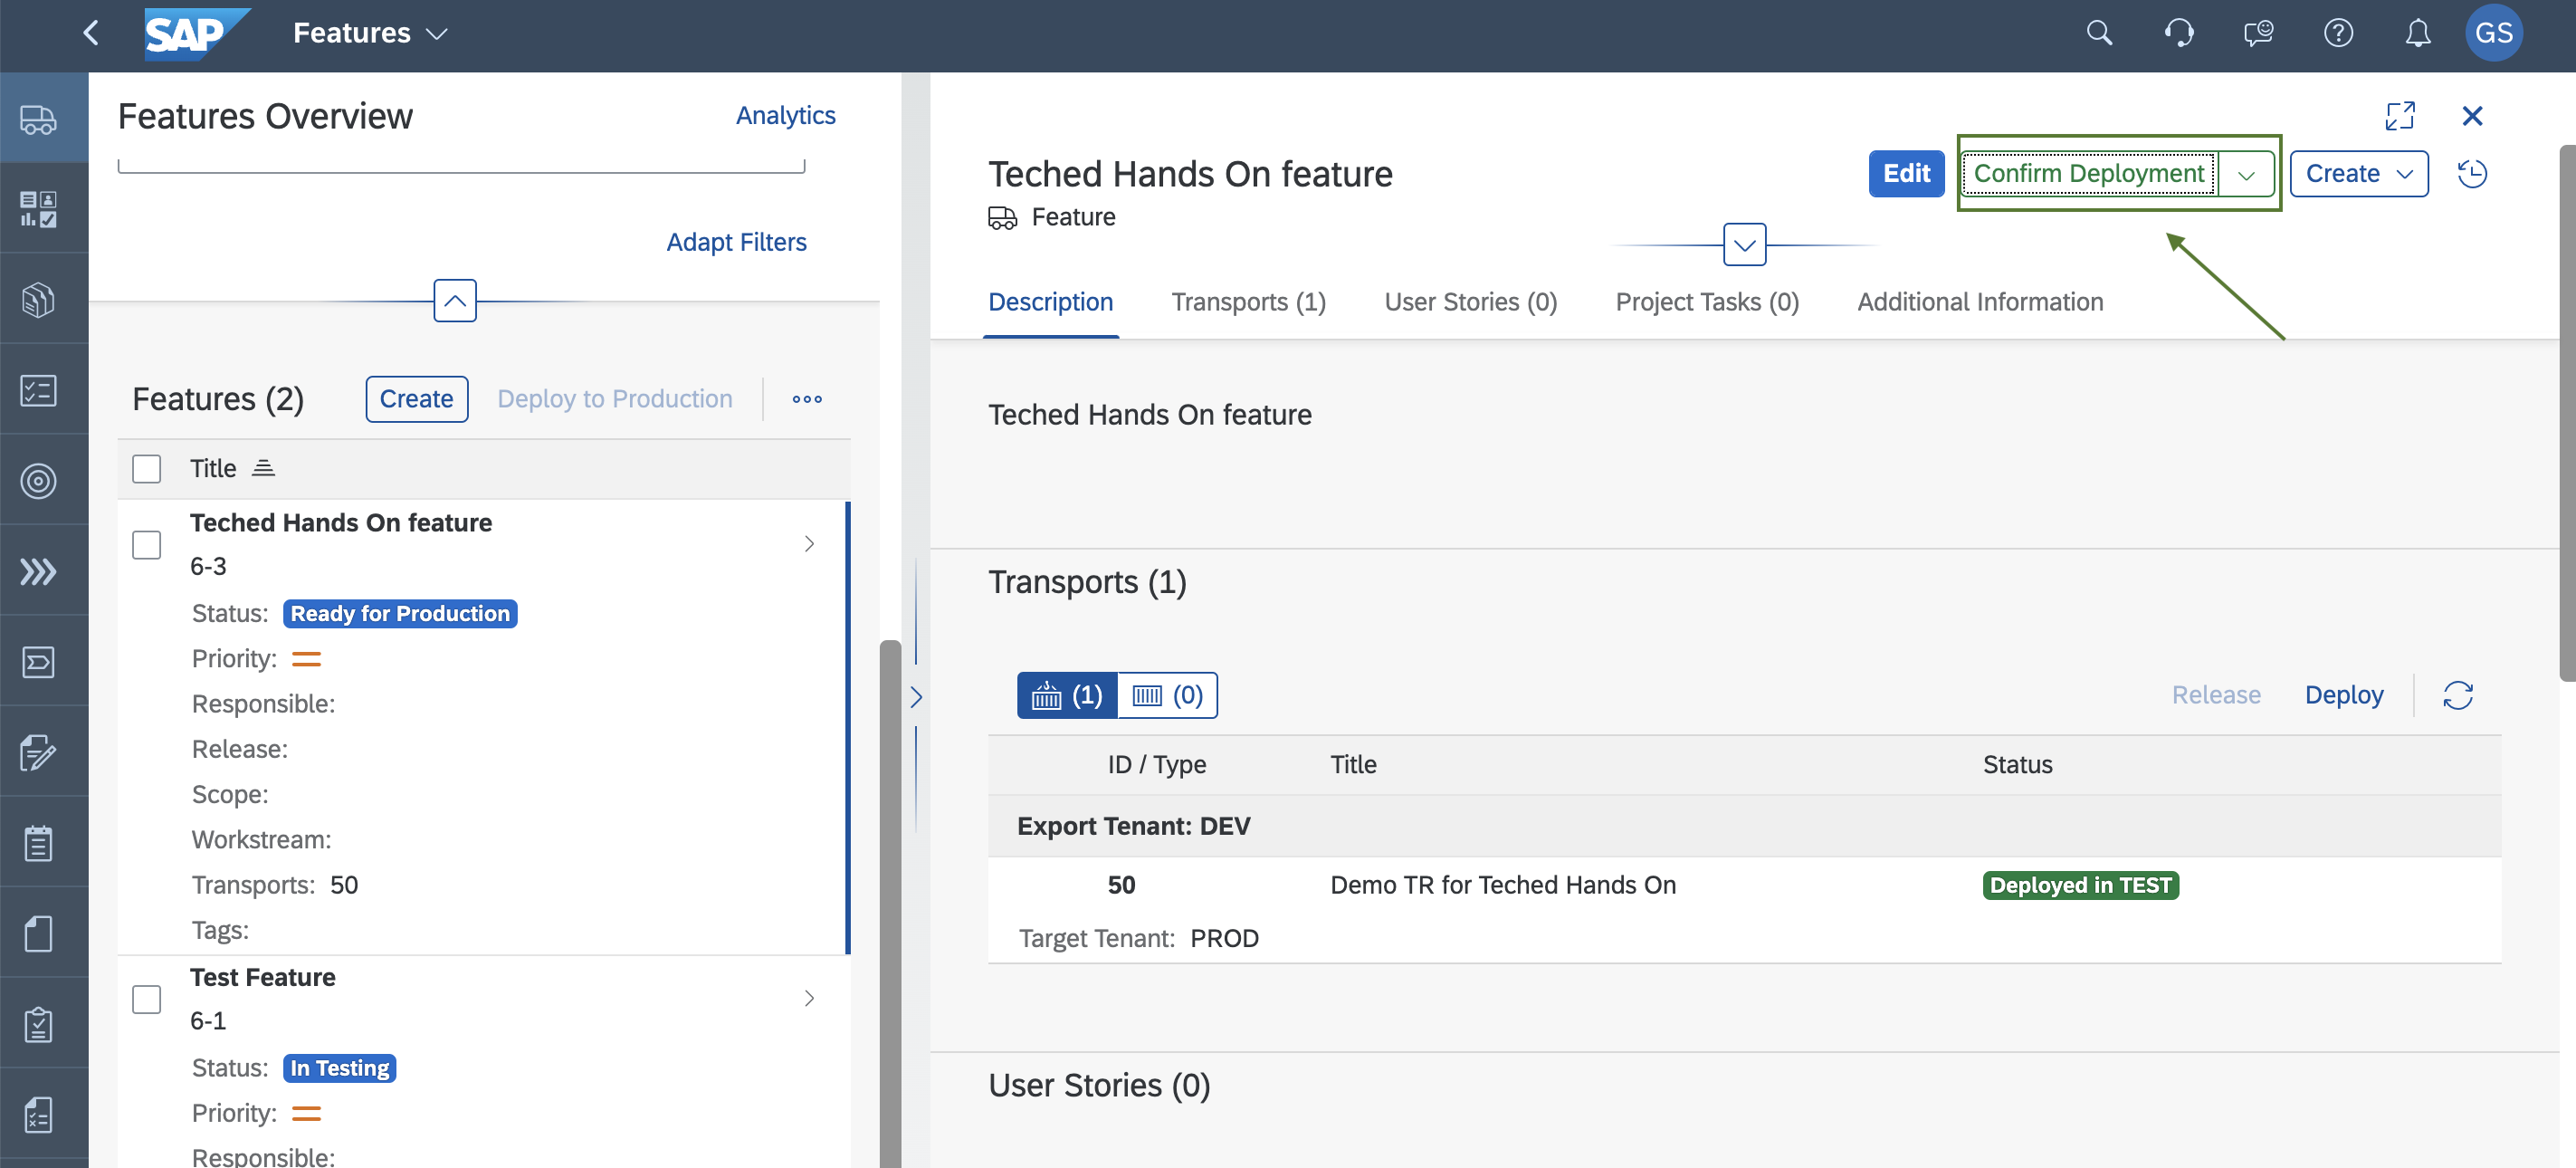 SAP Features GS
Features Overview Analytics
Adapt Filters
Features (2) Create Deploy to Production
Title
Teched Hands On feature
6-3
Status: Ready for Production
Priority:
Responsible:
Release:
Scope:
Workstream:
Transports: 50
Tags:
Test Feature
6-1
Status: In Testing
Priority:
Responsible:
Teched Hands On feature Edit Confirm Deployment Create
Feature
Description Transports (1) User Stories (0) Project Tasks (0) Additional Information
Teched Hands On feature
Transports (1)
(1) (0) Release Deploy
ID / Type Title Status
Export Tenant: DEV
50 Demo TR for Teched Hands On Deployed in TEST
Target Tenant: PROD
User Stories (0)